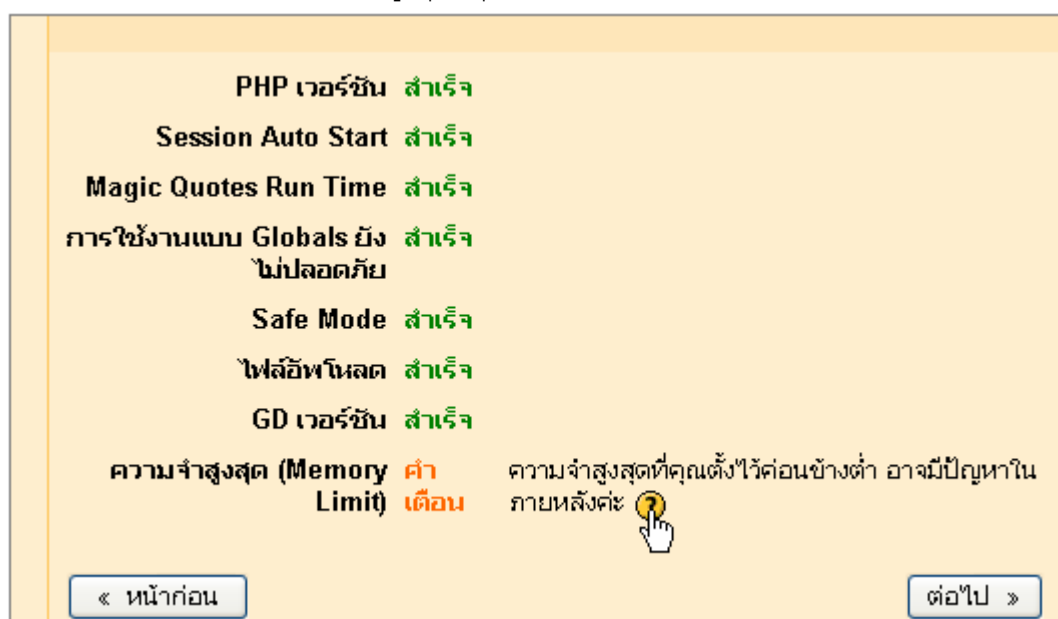 PHP เวอร์ชัน สำเร็จ
Session Auto Start สำเร็จ
Magic Quotes Run Time สำเร็จ
การใช้งานแบบ Globals ยัง สำเร็จ
ไม่ปลอดภัย
Safe Mode สำเร็จ
ไฟล์อัพโหลด สำเร็จ
GD เวอร์ชัน สำเร็จ
ความจำสูงสุด (Memory คำ ความจำสูงสุดที่คุณตั้งไว้ค่อนข้างต่ำ อาจมีปัญหาใน
Limit) เตือน ภายหลังค่ะ ?
« หน้าก่อน ต่อไป »